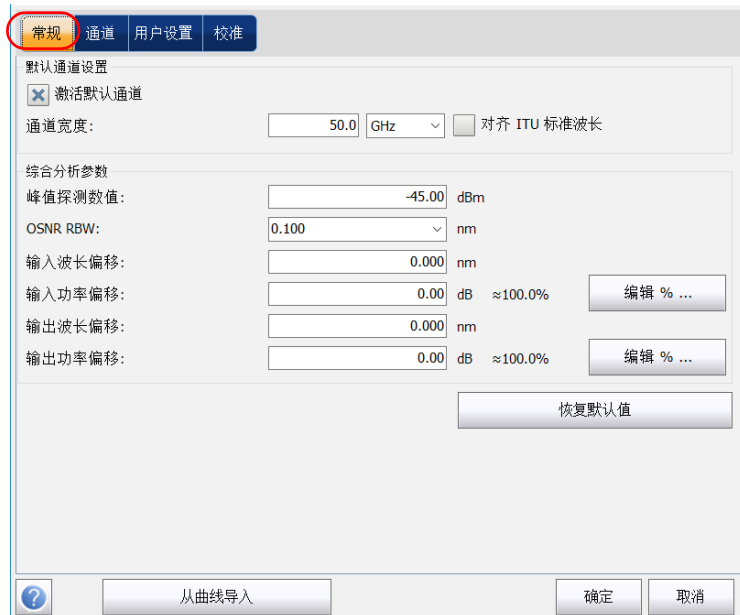 常规 通道 用户设置 校准
默认通道设置
激活默认通道
通道宽度: 50.0 GHz 对齐 ITU 标准波长
综合分析参数
峰值探测数值: -45.00 dBm
OSNR RBW: 0.100 nm
输入波长偏移: 0.000 nm
输入功率偏移: 0.00 dB ≈100.0% 编辑 % ...
输出波长偏移: 0.000 nm
输出功率偏移: 0.00 dB ≈100.0% 编辑 % ...
恢复默认值
? 从曲线导入 确定 取消